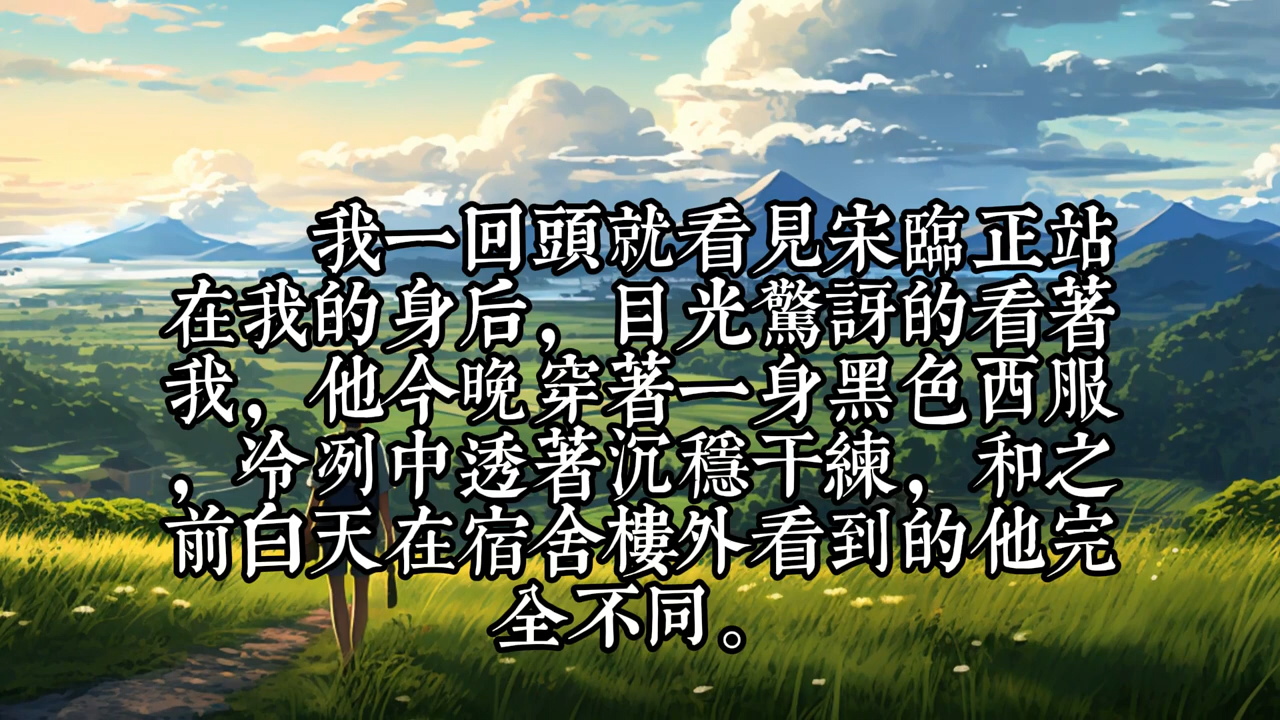 我一回頭就看見宋臨正站
在我的身后，目光驚訝的看著
我，他今晚穿著一身黑色西服
，冷冽中透著沉穩干練，和之
前白天在宿舍樓外看到的他完
全不同。